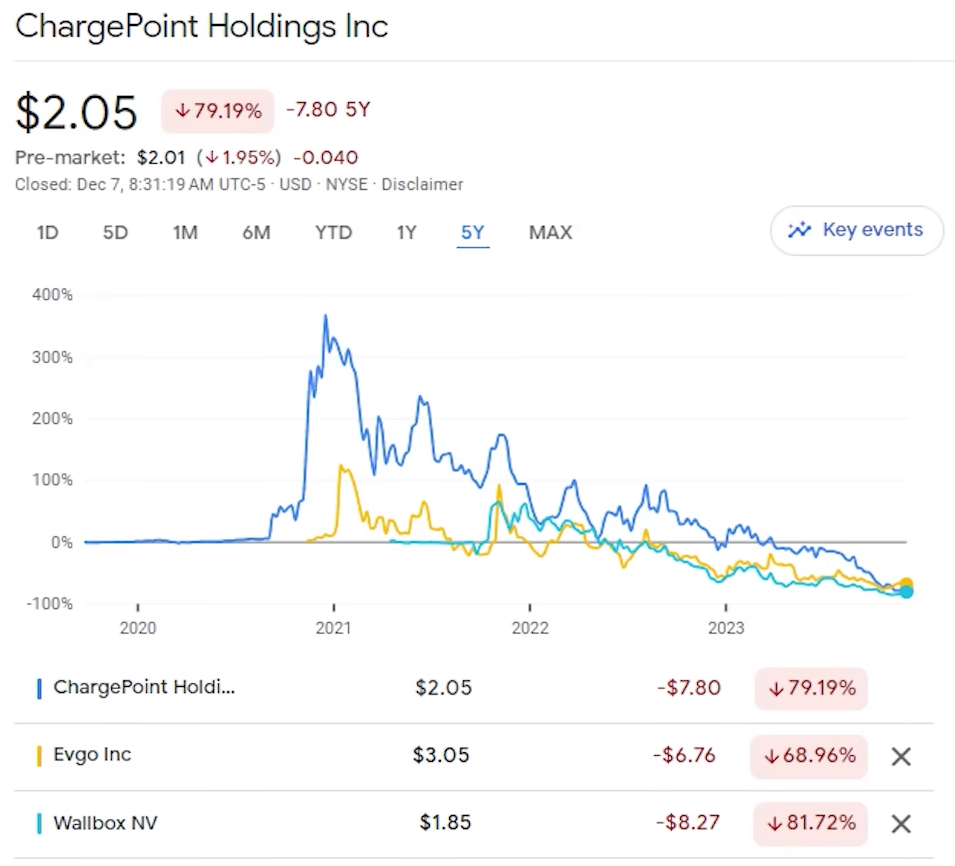 ChargePoint Holdings Inc
$2.05 ↓79.19% -7.80 5Y
Pre-market: $2.01 (↓1.95%) -0.040
Closed: Dec 7, 8:31:19 AM UTC-5 · USD · NYSE · Disclaimer
1D 5D 1M 6M YTD 1Y 5Y MAX Key events
400%
300%
200%
100%
0%
-100%
2020 2021 2022 2023
ChargePoint Holdi... $2.05 -$7.80 ↓79.19%
Evgo Inc $3.05 -$6.76 ↓68.96%
Wallbox NV $1.85 -$8.27 ↓81.72%